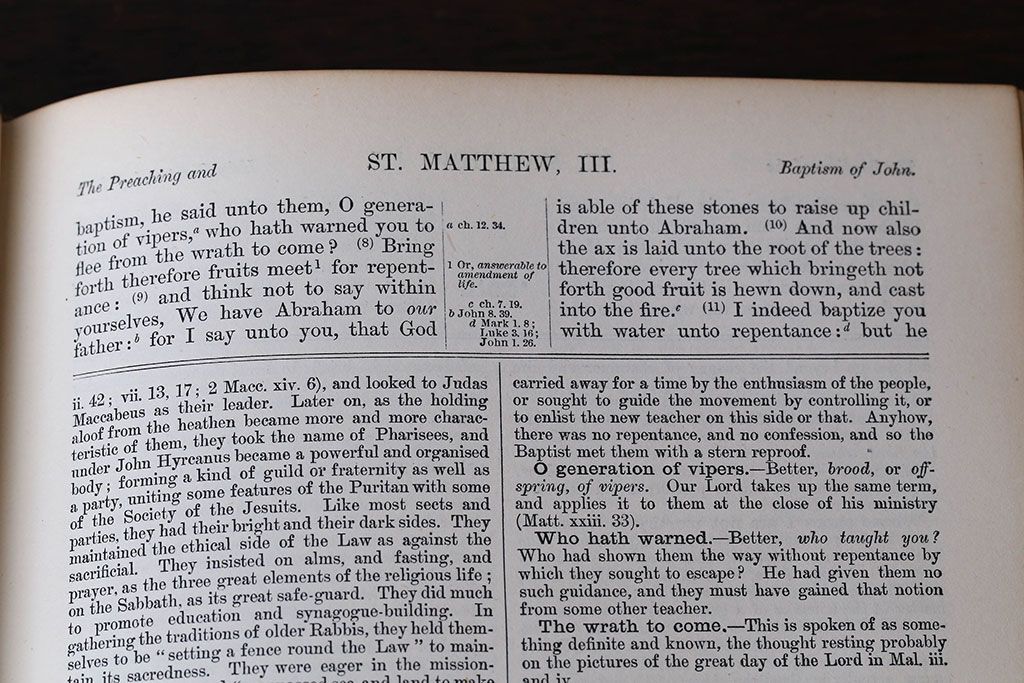 The Preaching and
ST. MATTHEW, III.
Baptism of John.
baptism, he said unto them, O genera-
tion of vipers,a who hath warned you to
flee from the wrath to come? (8) Bring
forth therefore fruits meet1 for repent-
ance: (9) and think not to say within
yourselves, We have Abraham to our
father:b for I say unto you, that God
a ch. 12. 34.
1 Or, answerable to
amendment of
life.
c ch. 7. 19.
b John 8. 39.
d Mark 1. 8;
Luke 3. 16;
John 1. 26.
is able of these stones to raise up chil-
dren unto Abraham. (10) And now also
the ax is laid unto the root of the trees:
therefore every tree which bringeth not
forth good fruit is hewn down, and cast
into the fire.c (11) I indeed baptize you
with water unto repentance:d but he
ii. 42; vii. 13, 17; 2 Macc. xiv. 6), and looked to Judas
Maccabeus as their leader. Later on, as the holding
aloof from the heathen became more and more charac-
teristic of them, they took the name of Pharisees, and
under John Hyrcanus became a powerful and organised
body; forming a kind of guild or fraternity as well as
a party, uniting some features of the Puritan with some
of the Society of the Jesuits. Like most sects and
parties, they had their bright and their dark sides. They
maintained the ethical side of the Law as against the
sacrificial. They insisted on alms, and fasting, and
prayer, as the three great elements of the religious life;
on the Sabbath, as its great safe-guard. They did much
to promote education and synagogue-building. In
gathering the traditions of older Rabbis, they held them-
selves to be "setting a fence round the Law" to main-
tain its sacredness. They were eager in the mission-
sea and land to make
carried away for a time by the enthusiasm of the people,
or sought to guide the movement by controlling it, or
to enlist the new teacher on this side or that. Anyhow,
there was no repentance, and no confession, and so the
Baptist met them with a stern reproof.
O generation of vipers.—Better, brood, or off-
spring, of vipers. Our Lord takes up the same term,
and applies it to them at the close of his ministry
(Matt. xxiii. 33).
Who hath warned.—Better, who taught you?
Who had shown them the way without repentance by
which they sought to escape? He had given them no
such guidance, and they must have gained that notion
from some other teacher.
The wrath to come.—This is spoken of as some-
thing definite and known, the thought resting probably
on the pictures of the great day of the Lord in Mal. iii.
and iv.